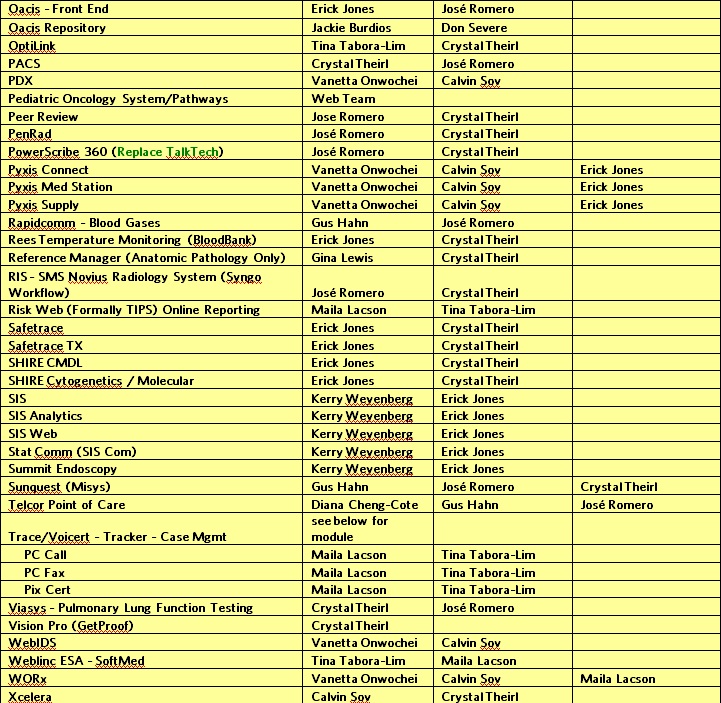 Oacis - Front End Erick Jones José Romero
Oacis Repository Jackie Burdios Don Severe
OptiLink Tina Tabora-Lim Crystal Theirl
PACS Crystal Theirl José Romero
PDX Vanetta Onwochei Calvin Soy
Pediatric Oncology System/Pathways Web Team
Peer Review Jose Romero Crystal Theirl
PenRad José Romero Crystal Theirl
PowerScribe 360 (Replace TalkTech) José Romero Crystal Theirl
Pyxis Connect Vanetta Onwochei Calvin Soy Erick Jones
Pyxis Med Station Vanetta Onwochei Calvin Soy Erick Jones
Pyxis Supply Vanetta Onwochei Calvin Soy Erick Jones
Rapidcomm - Blood Gases Gus Hahn José Romero
Rees Temperature Monitoring (BloodBank) Erick Jones Crystal Theirl
Reference Manager (Anatomic Pathology Only) Gina Lewis Crystal Theirl
RIS - SMS Novius Radiology System (Syngo
Workflow) José Romero Crystal Theirl
Risk Web (Formally TIPS) Online Reporting Maila Lacson Tina Tabora-Lim
Safetrace Erick Jones Crystal Theirl
Safetrace TX Erick Jones Crystal Theirl
SHIRE CMDL Erick Jones Crystal Theirl
SHIRE Cytogenetics / Molecular Erick Jones Crystal Theirl
SIS Kerry Weyenberg Erick Jones
SIS Analytics Kerry Weyenberg Erick Jones
SIS Web Kerry Weyenberg Erick Jones
Stat Comm (SIS Com) Kerry Weyenberg Erick Jones
Summit Endoscopy Kerry Weyenberg Erick Jones
Sunquest (Misys) Gus Hahn José Romero Crystal Theirl
Telcor Point of Care Diana Cheng-Cote Gus Hahn José Romero
see below for
Trace/Voicert - Tracker - Case Mgmt module
PC Call Maila Lacson Tina Tabora-Lim
PC Fax Maila Lacson Tina Tabora-Lim
Pix Cert Maila Lacson Tina Tabora-Lim
Viasys - Pulmonary Lung Function Testing Crystal Theirl José Romero
Vision Pro (GetProof) Crystal Theirl
WebIDS Vanetta Onwochei Calvin Soy
Weblinc ESA - SoftMed Tina Tabora-Lim Maila Lacson
WORx Vanetta Onwochei Calvin Soy Maila Lacson
Xcelera Calvin Soy Crystal Theirl